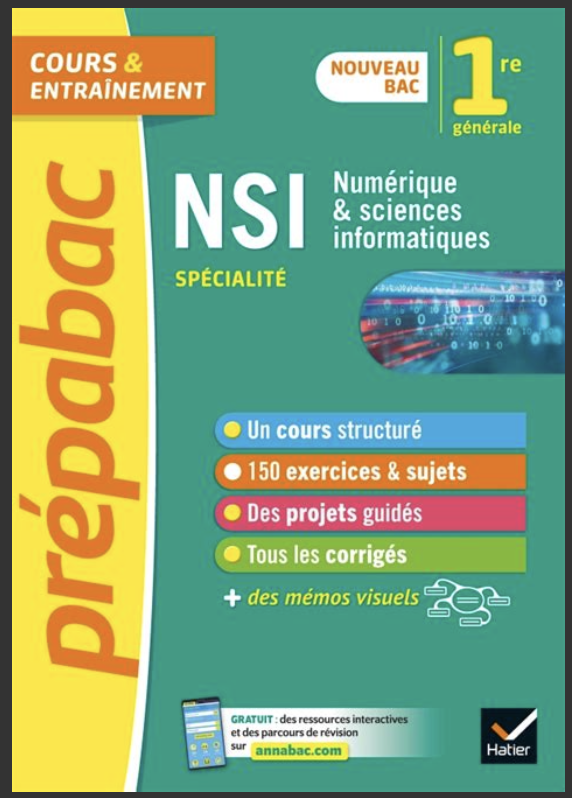 COURS &
ENTRAÎNEMENT
NOUVEAU
BAC
1re
générale
prépabac
NSI
Numérique
& sciences
informatiques
SPÉCIALITÉ
Un cours structuré
150 exercices & sujets
Des projets guidés
Tous les corrigés
+ des mémos visuels
GRATUIT : des ressources interactives
et des parcours de révision
sur annabac.com
Hatier